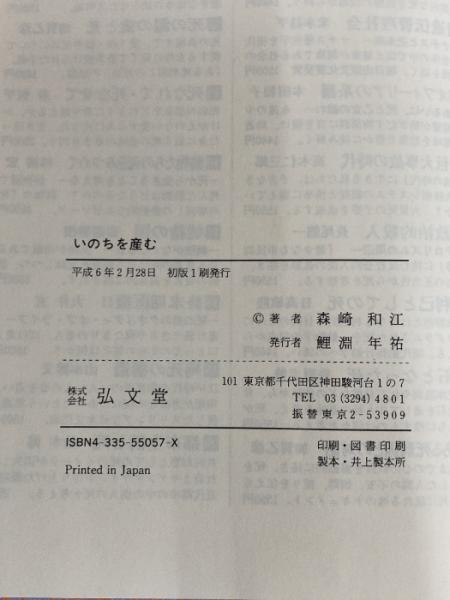 いのちを産む
平成6年2月28日 初版1刷発行
© 著者 森崎和江
発行者 鯉淵年祐
株式会社 弘文堂
101 東京都千代田区神田駿河台1の7
TEL 03(3294)4801
振替東京2-53909
ISBN4-335-55057-X
Printed in Japan
印刷・図書印刷
製本・井上製本所